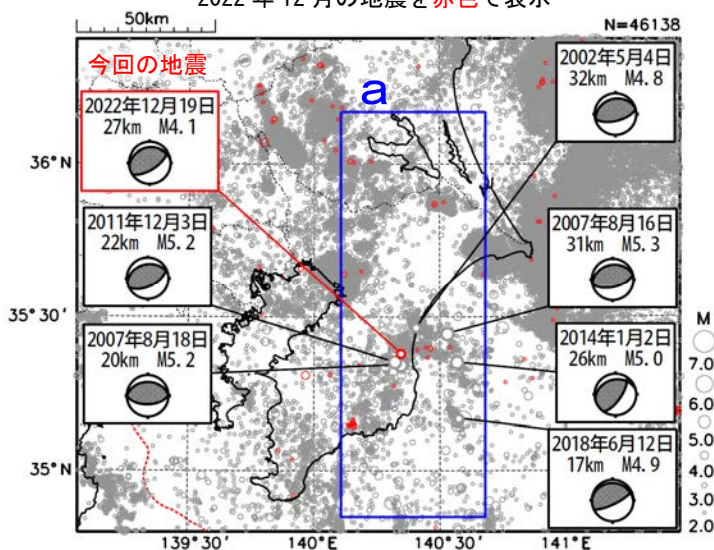 2022 年 12 月の地震を赤色で表示
50km
N=46138
今回の地震
a
2022年12月19日
27km M4.1
2011年12月3日
22km M5.2
2007年8月18日
20km M5.2
2002年5月4日
32km M4.8
2007年8月16日
31km M5.3
2014年1月2日
26km M5.0
2018年6月12日
17km M4.9
36°N
35°30′
35°N
139°30′
140°E
140°30′
141°E
M
7.0
6.0
5.0
4.0
3.0
2.0